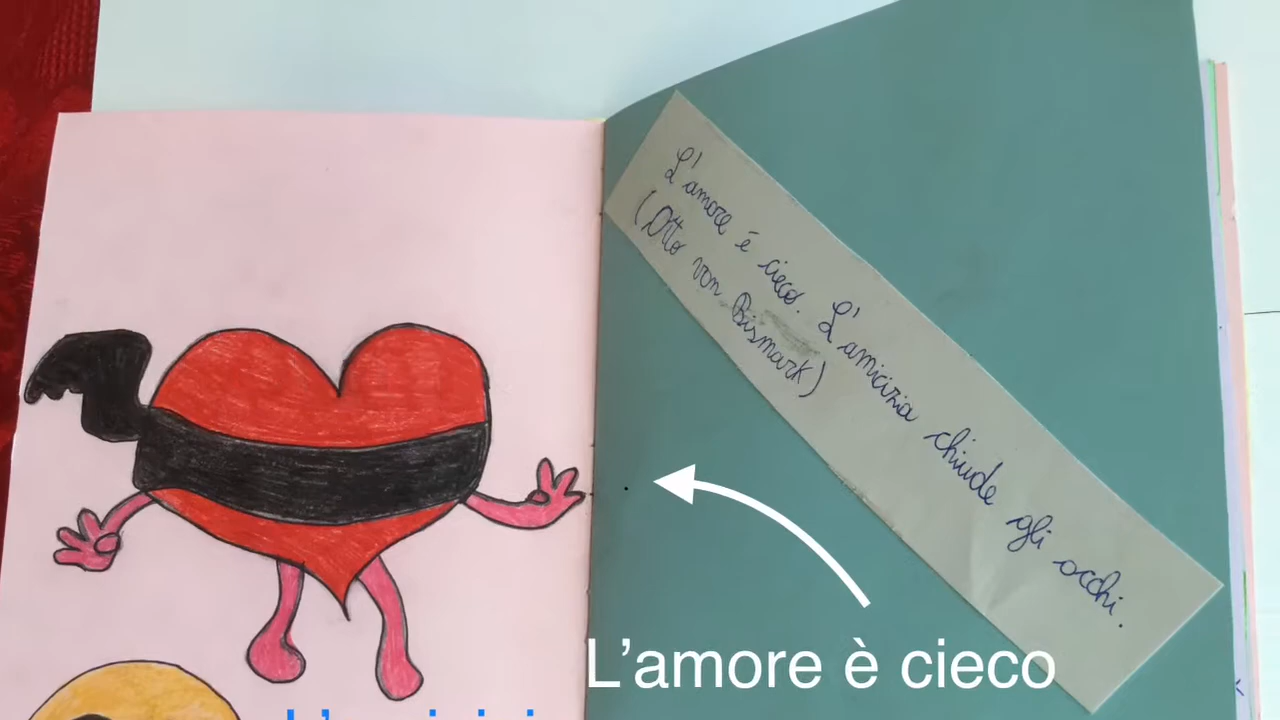 L'amore é cieco. L'amicizia chiude gli occhi.
(Otto von Bismark)
L'amore è cieco